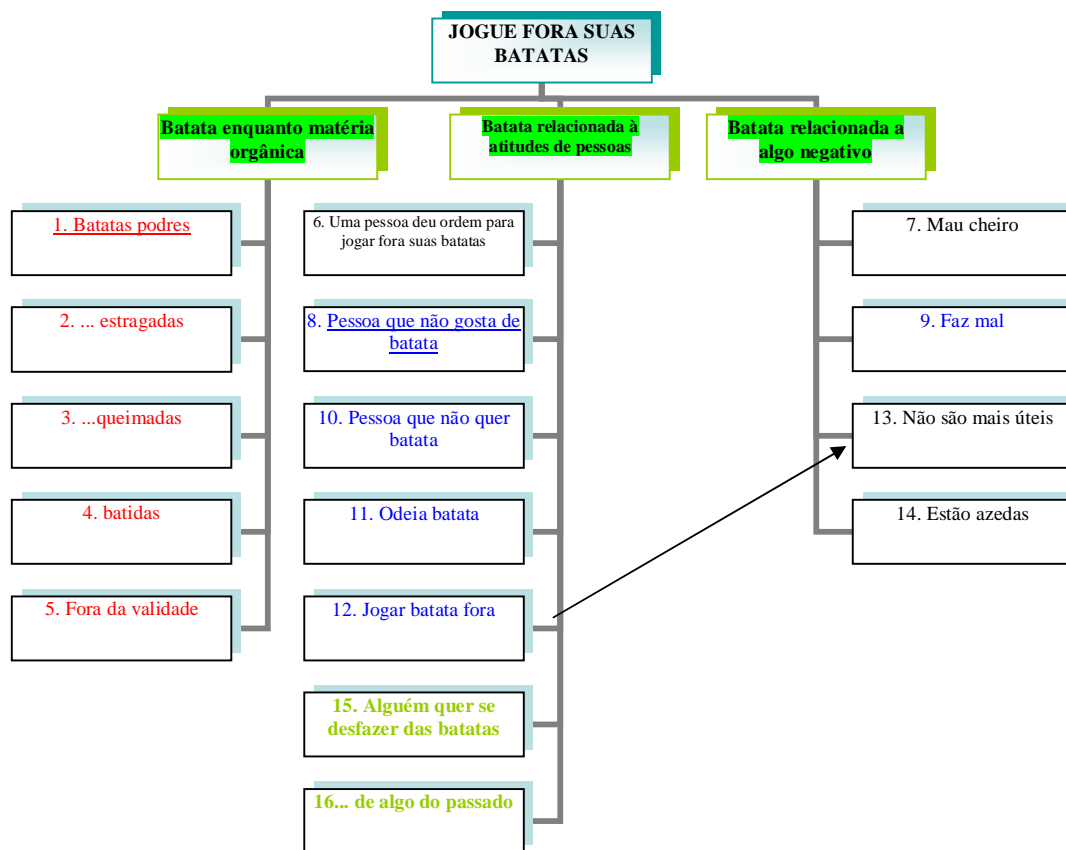 JOGUE FORA SUAS
BATATAS
Batata enquanto matéria
orgânica
Batata relacionada à
atitudes de pessoas
Batata relacionada a
algo negativo
1. Batatas podres
2. ... estragadas
3. ...queimadas
4. batidas
5. Fora da validade
6. Uma pessoa deu ordem para
jogar fora suas batatas
8. Pessoa que não gosta de
batata
10. Pessoa que não quer
batata
11. Odeia batata
12. Jogar batata fora
15. Alguém quer se
desfazer das batatas
16... de algo do passado
7. Mau cheiro
9. Faz mal
13. Não são mais úteis
14. Estão azedas